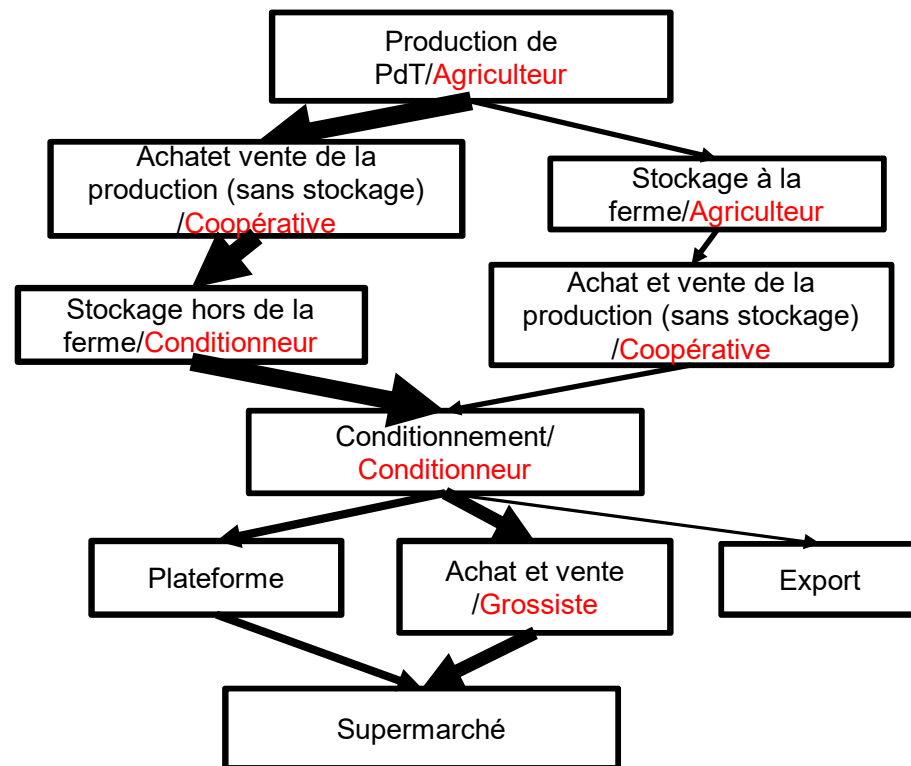 Production de
PdT/Agriculteur
Achatet vente de la
production (sans stockage)
/Coopérative
Stockage à la
ferme/Agriculteur
Stockage hors de la
ferme/Conditionneur
Achat et vente de la
production (sans stockage)
/Coopérative
Conditionnement/
Conditionneur
Plateforme
Achat et vente
/Grossiste
Export
Supermarché